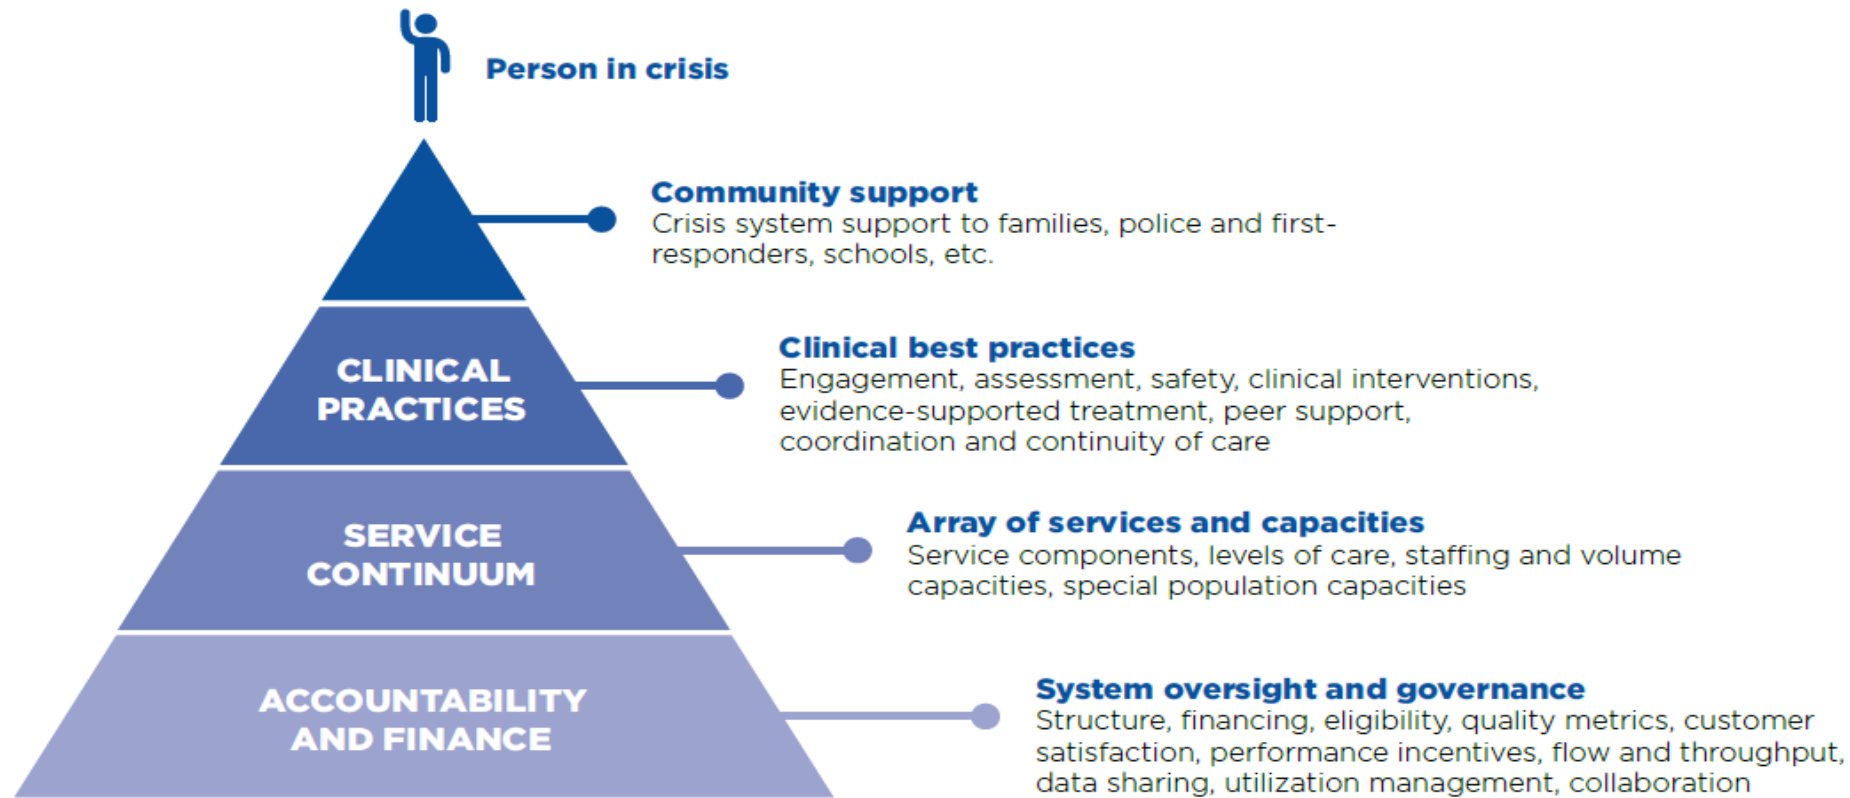 Person in crisis
Community support
Crisis system support to families, police and first-
responders, schools, etc.
CLINICAL
PRACTICES
Clinical best practices
Engagement, assessment, safety, clinical interventions,
evidence-supported treatment, peer support,
coordination and continuity of care
SERVICE
CONTINUUM
Array of services and capacities
Service components, levels of care, staffing and volume
capacities, special population capacities
ACCOUNTABILITY
AND FINANCE
System oversight and governance
Structure, financing, eligibility, quality metrics, customer
satisfaction, performance incentives, flow and throughput,
data sharing, utilization management, collaboration